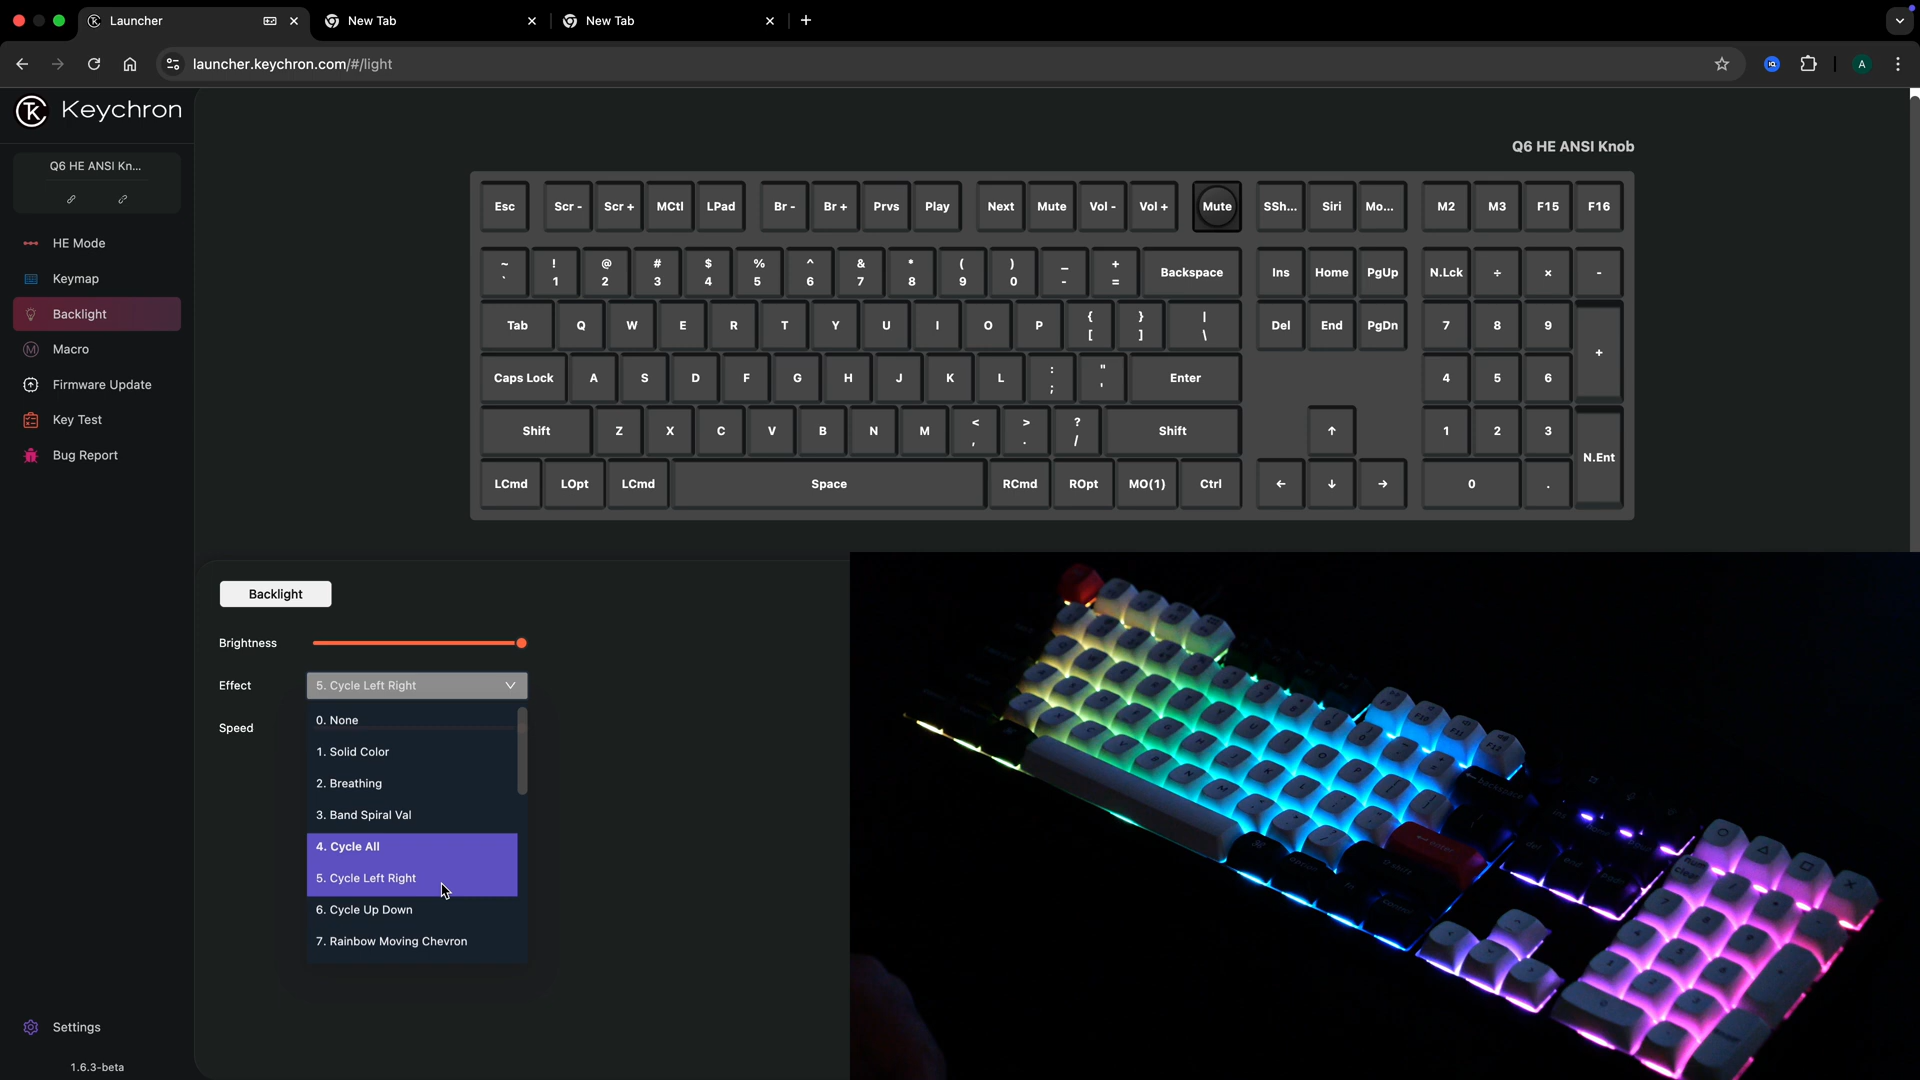 Launcher
New Tab
New Tab
launcher.keychron.com/#/light
A
Keychron
Q6 HE ANSI Kn...
HE Mode
Keymap
Backlight
Macro
Firmware Update
Key Test
Bug Report
Settings
1.6.3-beta
Q6 HE ANSI Knob
Esc Scr - Scr + MCtl LPad Br - Br + Prvs Play Next Mute Vol - Vol + Mute SSh... Siri Mo... M2 M3 F15 F16
~ ! @ # $ % ^ & * ( ) _ +
` 1 2 3 4 5 6 7 8 9 0 - = Backspace Ins Home PgUp N.Lck ÷ × -
Tab Q W E R T Y U I O P { [ } ] | \ Del End PgDn 7 8 9 +
Caps Lock A S D F G H J K L : ; " ' Enter 4 5 6
Shift Z X C V B N M < , > . ? / Shift ↑ 1 2 3 N.Ent
LCmd LOpt LCmd Space RCmd ROpt MO(1) Ctrl ← ↓ → 0 .
Backlight
Brightness
Effect 5. Cycle Left Right
Speed
0. None
1. Solid Color
2. Breathing
3. Band Spiral Val
4. Cycle All
5. Cycle Left Right
6. Cycle Up Down
7. Rainbow Moving Chevron